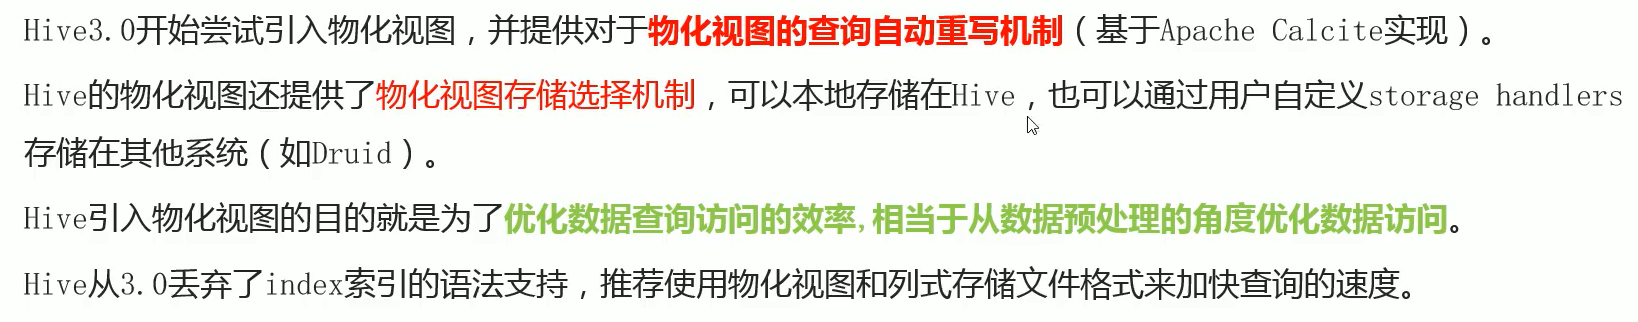 Hive3.0开始尝试引入物化视图，并提供对于物化视图的查询自动重写机制（基于Apache Calcite实现）。
Hive的物化视图还提供了物化视图存储选择机制，可以本地存储在Hive，也可以通过用户自定义storage handlers
存储在其他系统（如Druid）。
Hive引入物化视图的目的就是为了优化数据查询访问的效率,相当于从数据预处理的角度优化数据访问。
Hive从3.0丢弃了index索引的语法支持，推荐使用物化视图和列式存储文件格式来加快查询的速度。